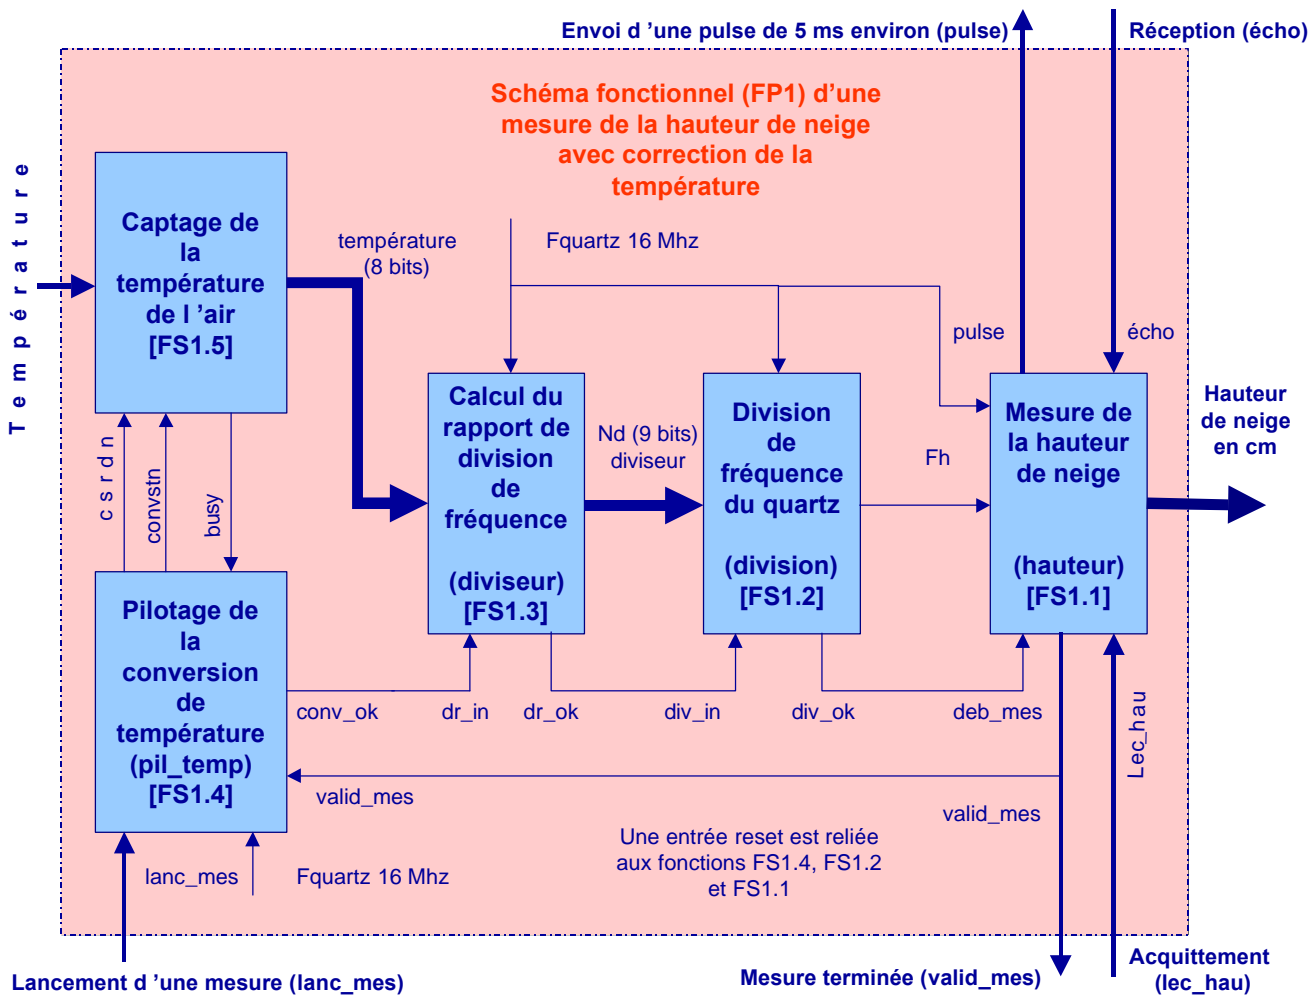 Envoi d ’une pulse de 5 ms environ (pulse)
Réception (écho)
Schéma fonctionnel (FP1) d’une
mesure de la hauteur de neige
avec correction de la
température
Température
Captage de
la
température
de l ’air
[FS1.5]
température
(8 bits)
Fquartz 16 Mhz
pulse
écho
Calcul du
rapport de
division
de
fréquence
(diviseur)
[FS1.3]
Nd (9 bits)
diviseur
Division
de
fréquence
du quartz
(division)
[FS1.2]
Fh
Mesure de
la hauteur
de neige
(hauteur)
[FS1.1]
Hauteur
de neige
en cm
csrdn
convstn
busy
Pilotage de
la
conversion
de
température
(pil_temp)
[FS1.4]
conv_ok
dr_in
dr_ok
div_in
div_ok
deb_mes
Lec_hau
valid_mes
valid_mes
Une entrée reset est reliée
aux fonctions FS1.4, FS1.2
et FS1.1
lanc_mes
Fquartz 16 Mhz
Lancement d ’une mesure (lanc_mes)
Mesure terminée (valid_mes)
Acquittement
(lec_hau)